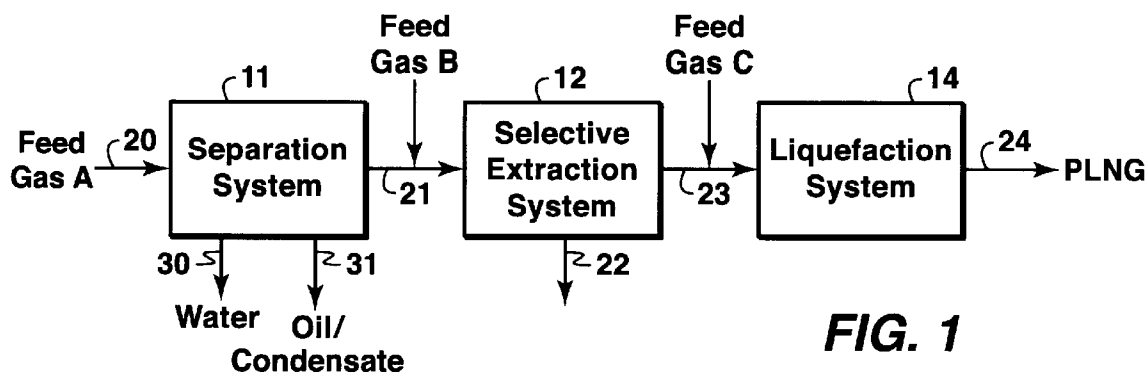 Feed
Gas A
20
11
Separation
System
30
Water
31
Oil/
Condensate
21
Feed
Gas B
12
Selective
Extraction
System
22
23
Feed
Gas C
14
Liquefaction
System
24
PLNG
FIG. 1